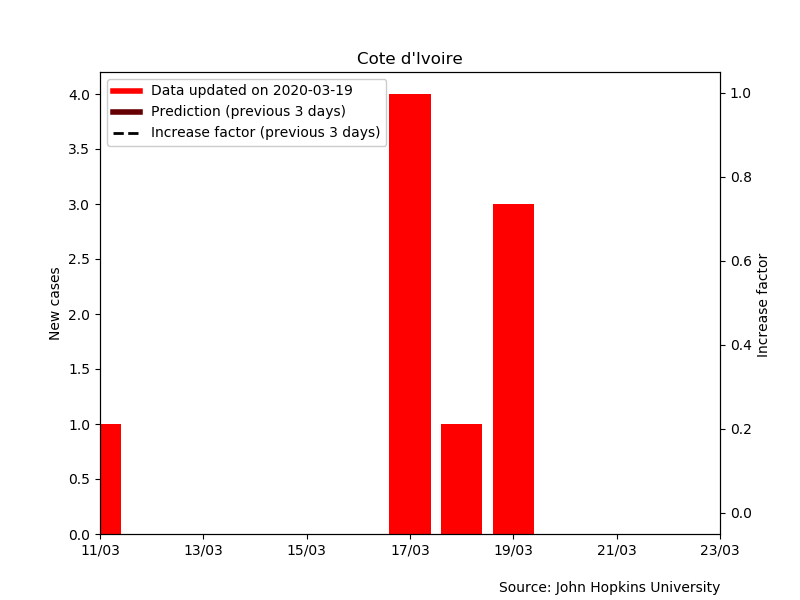 Cote d'Ivoire
Data updated on 2020-03-19
Prediction (previous 3 days)
Increase factor (previous 3 days)
New cases
4.0
3.5
3.0
2.5
2.0
1.5
1.0
0.5
0.0
1.0
0.8
0.6
0.4
0.2
0.0
Increase factor
11/03 13/03 15/03 17/03 19/03 21/03 23/03
Source: John Hopkins University